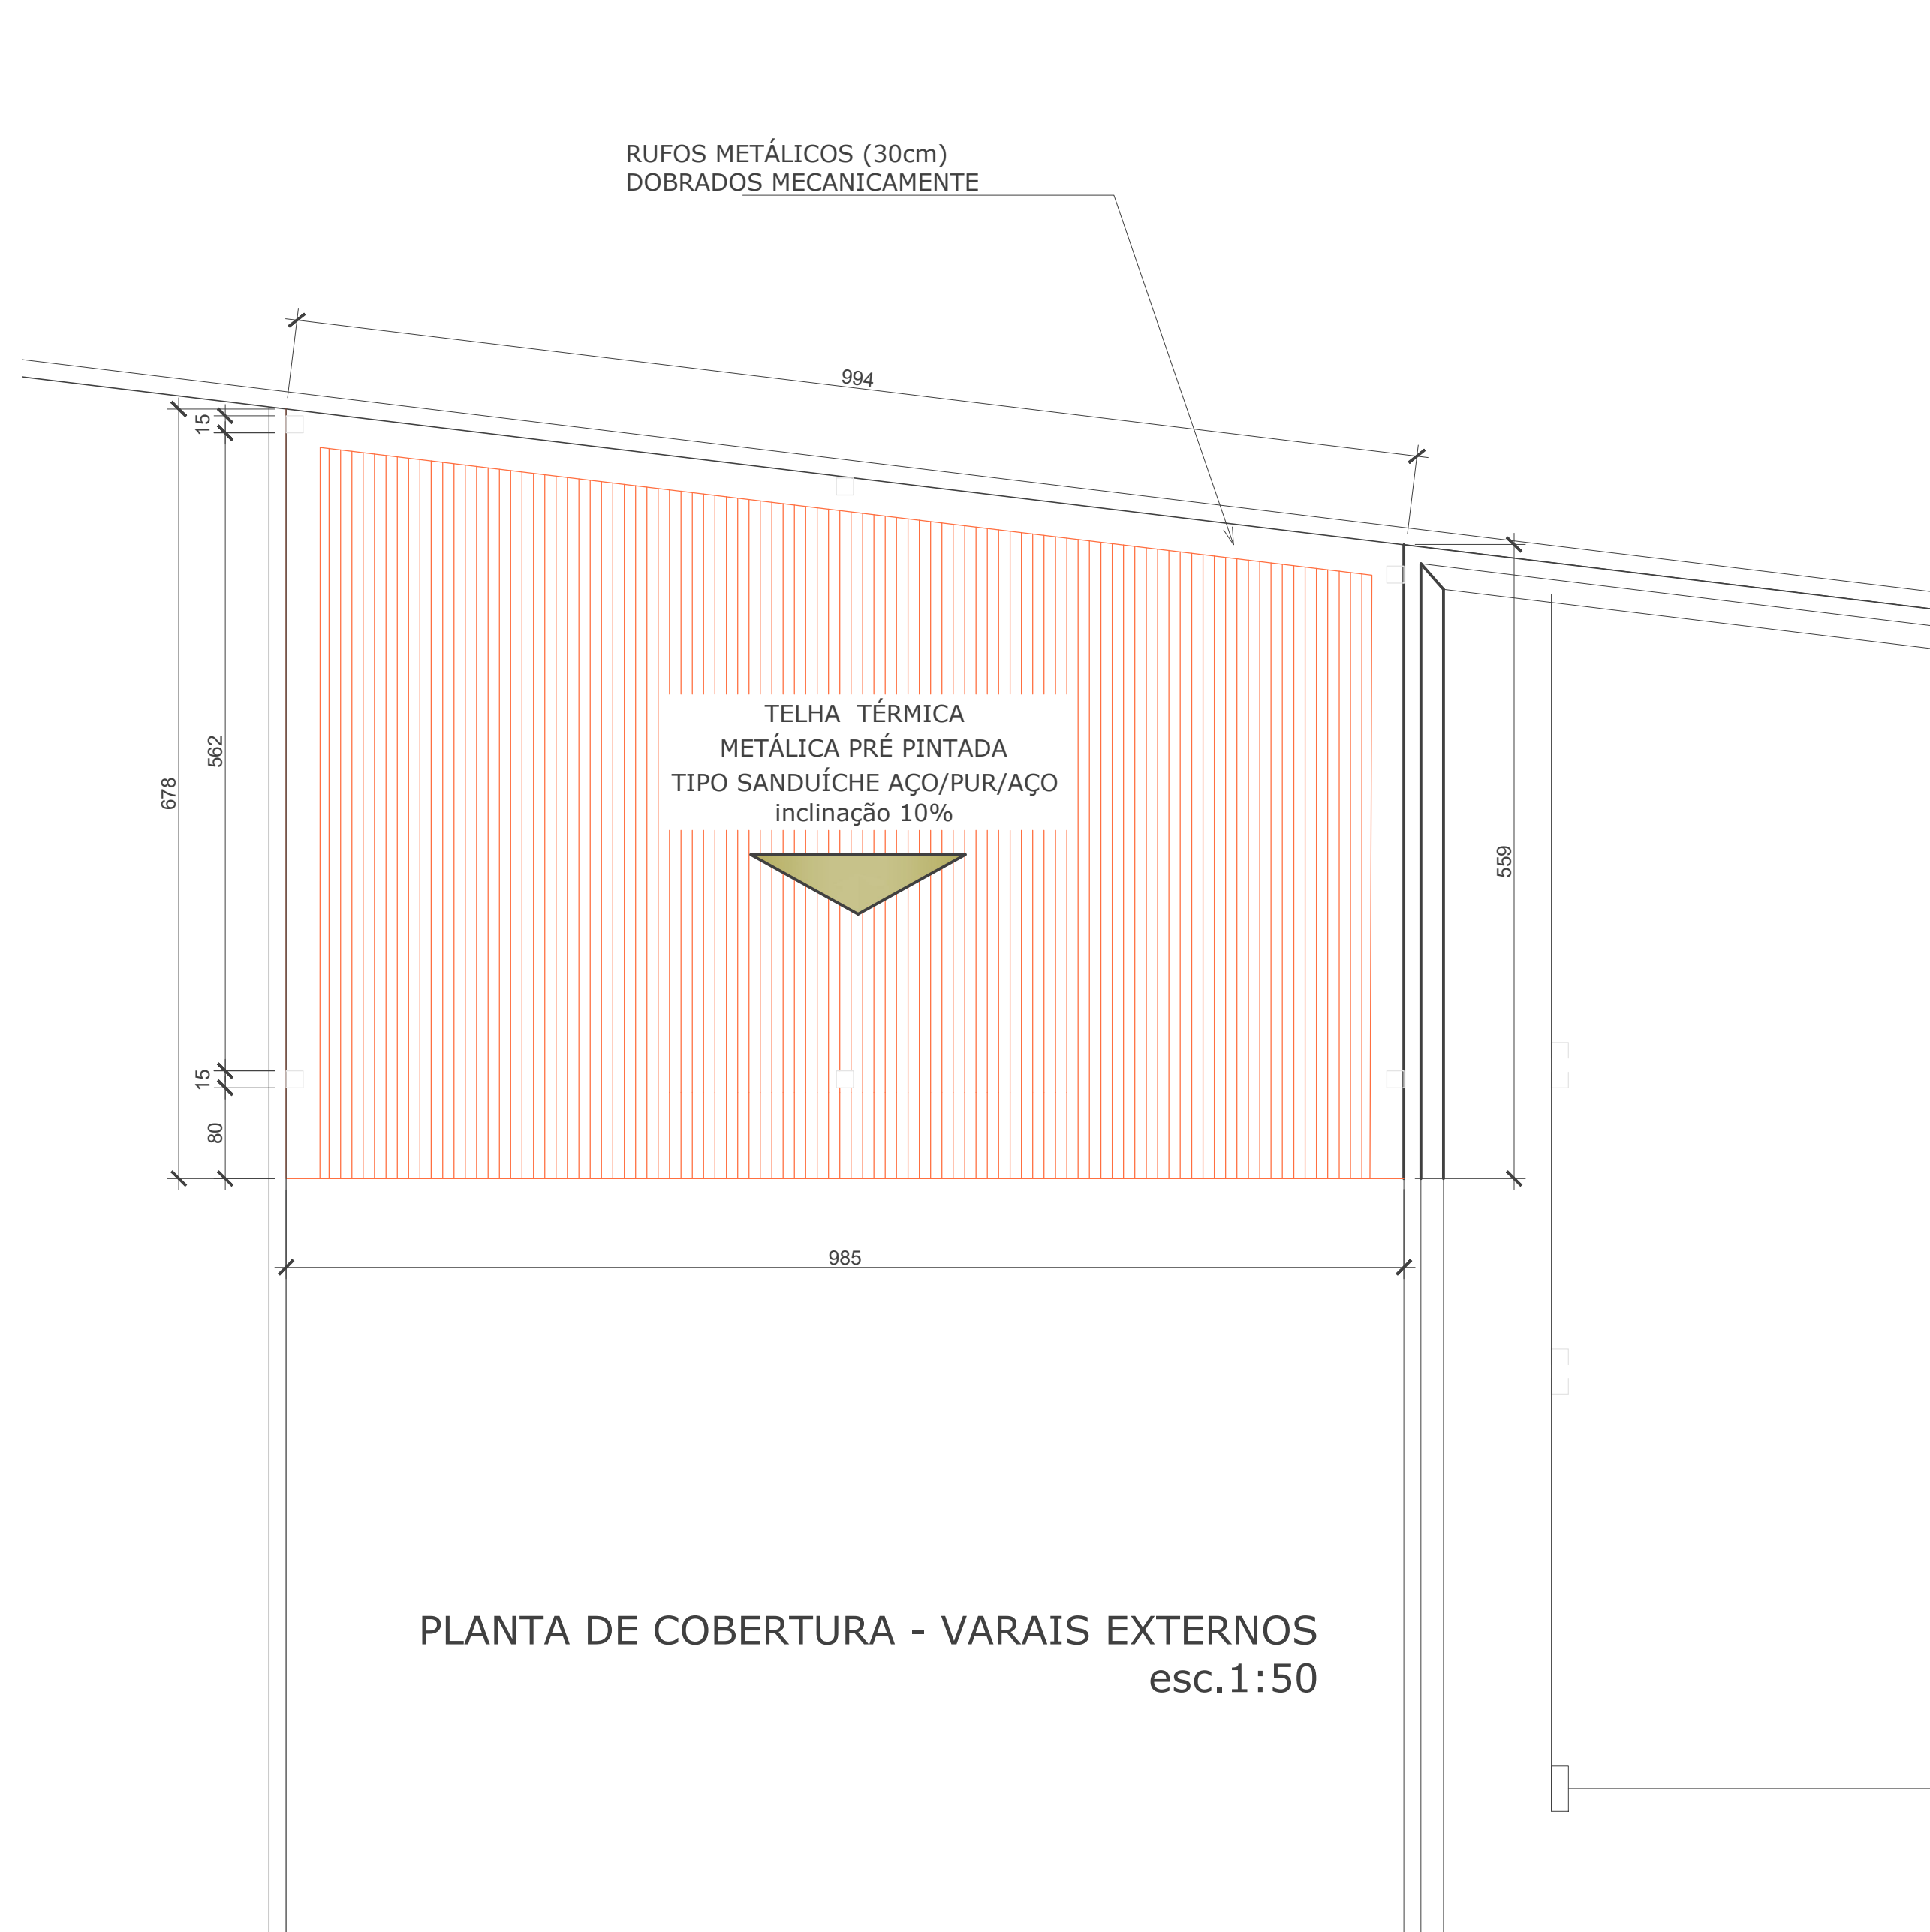 RUFOS METÁLICOS (30cm)
DOBRADOS MECANICAMENTE
994
15
562
678
TELHA  TÉRMICA
METÁLICA PRÉ PINTADA
TIPO SANDUÍCHE AÇO/PUR/AÇO
inclinação 10%
559
15
80
985
PLANTA DE COBERTURA - VARAIS EXTERNOS
esc.1:50